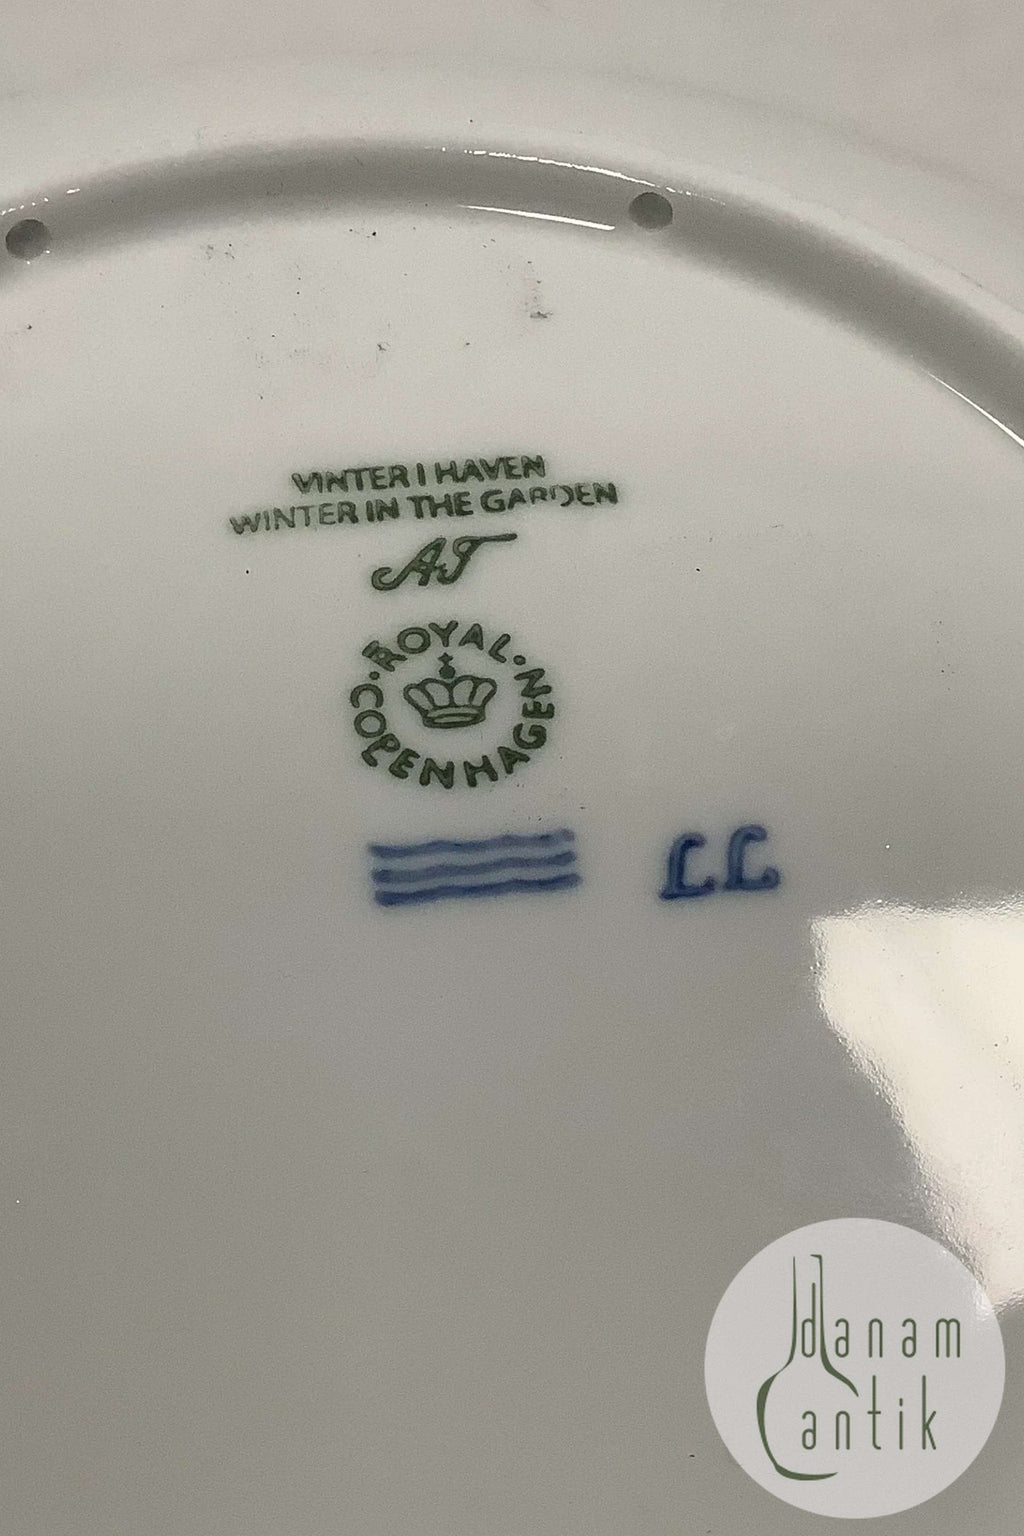 VINTER I HAVEN
WINTER IN THE GARDEN
AT
ROYAL · COPENHAGEN ·
LL
danam
antik